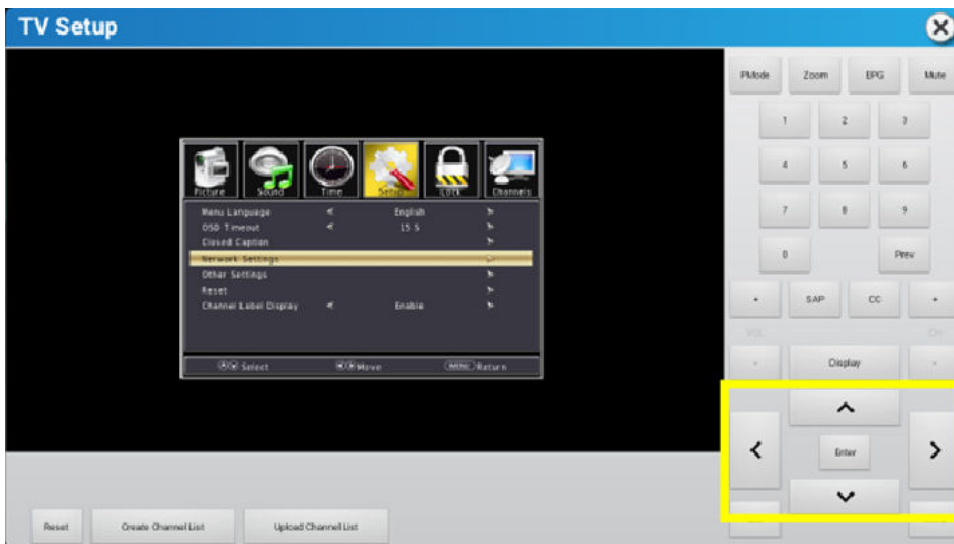 TV Setup
PMode Zoom EPG Mute
1 2 3
4 5 6
7 8 9
0 Prev
+ SAP CC +
VOL CH
- Display -
Enter
Picture Sound Time Setup Lock Channels
Menu Language English
OSD Timeout 15 S
Closed Caption
Network Settings
Other Settings
Reset
Channel Label Display Enable
Select Move MENU Return
Reset Create Channel List Upload Channel List